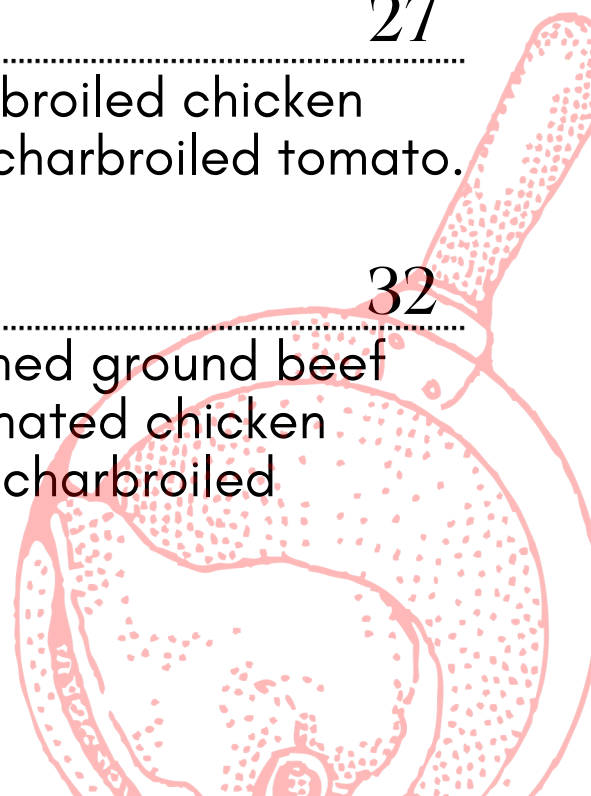 27
broiled chicken
charbroiled tomato.
32
ned ground beef
nated chicken
charbroiled